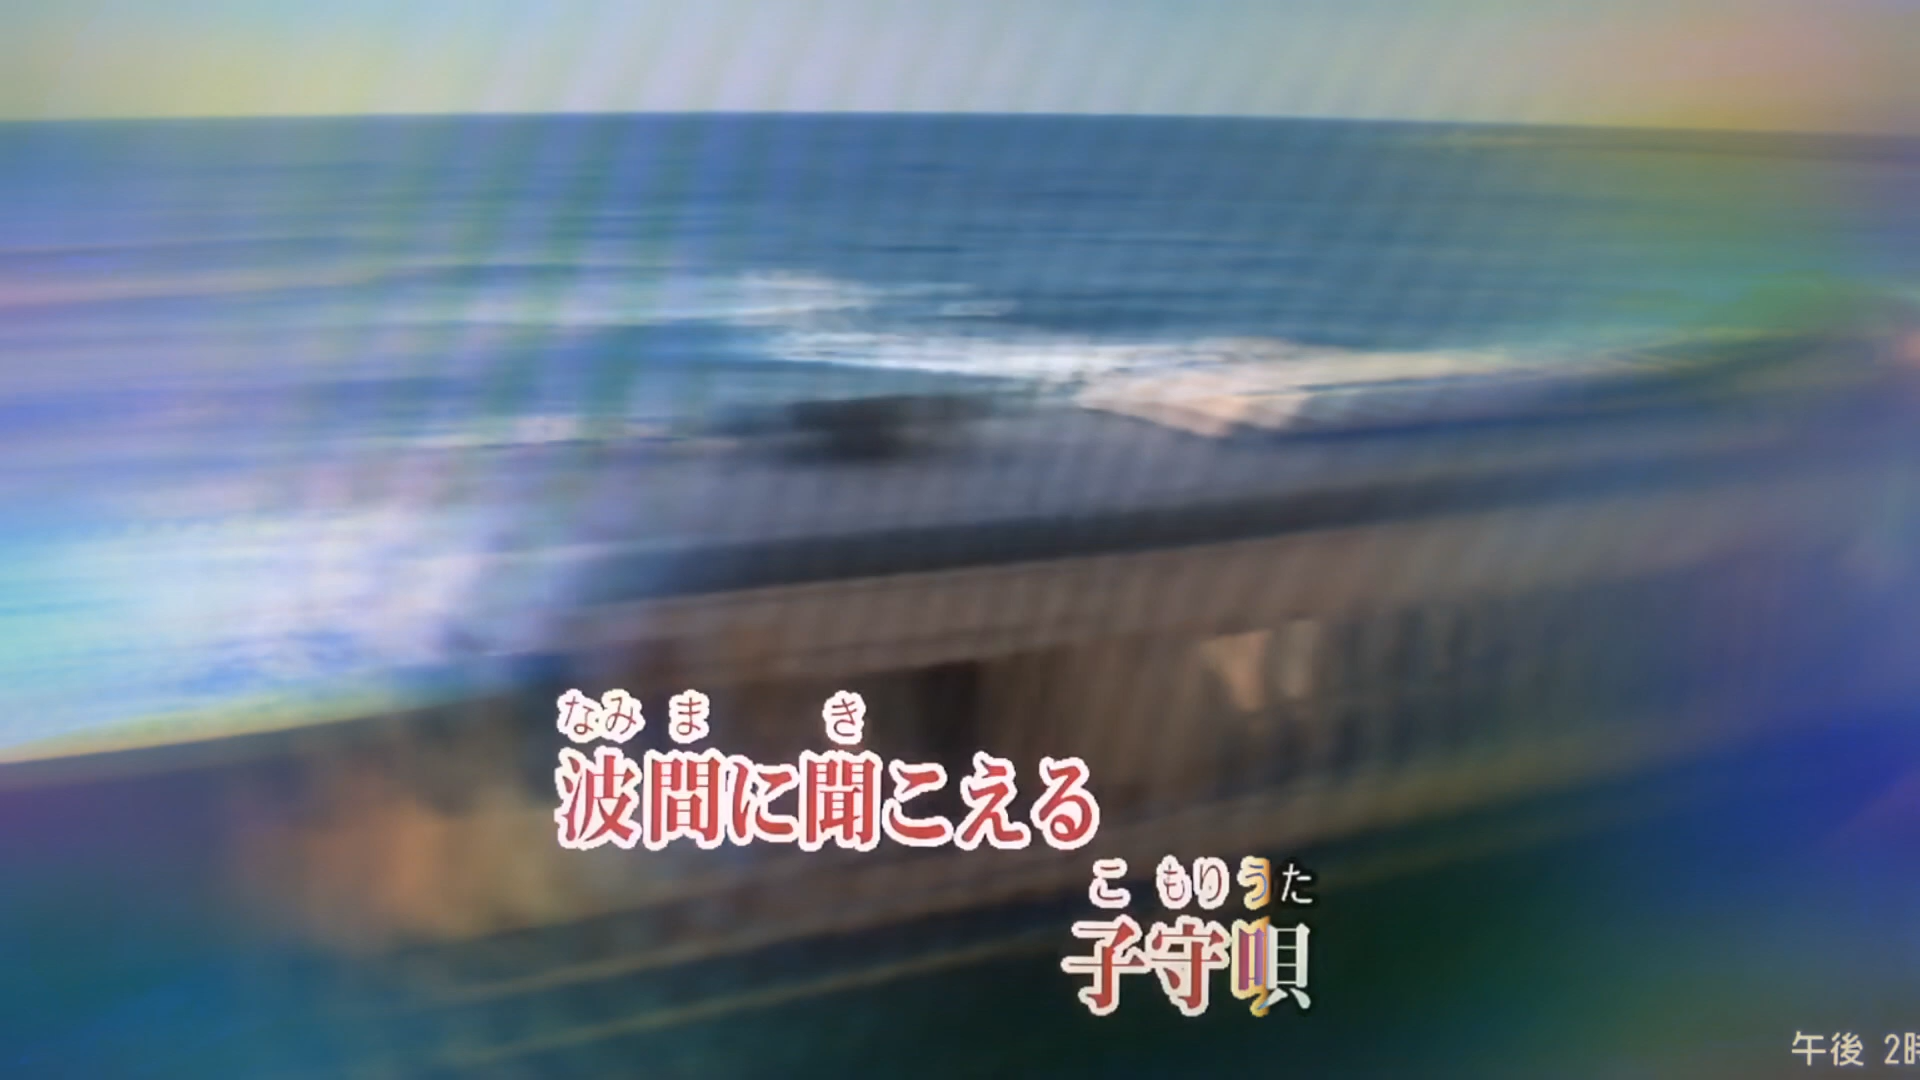 なみ ま き
波間に聞こえる
こ もり うた
子守唄
午後 2時